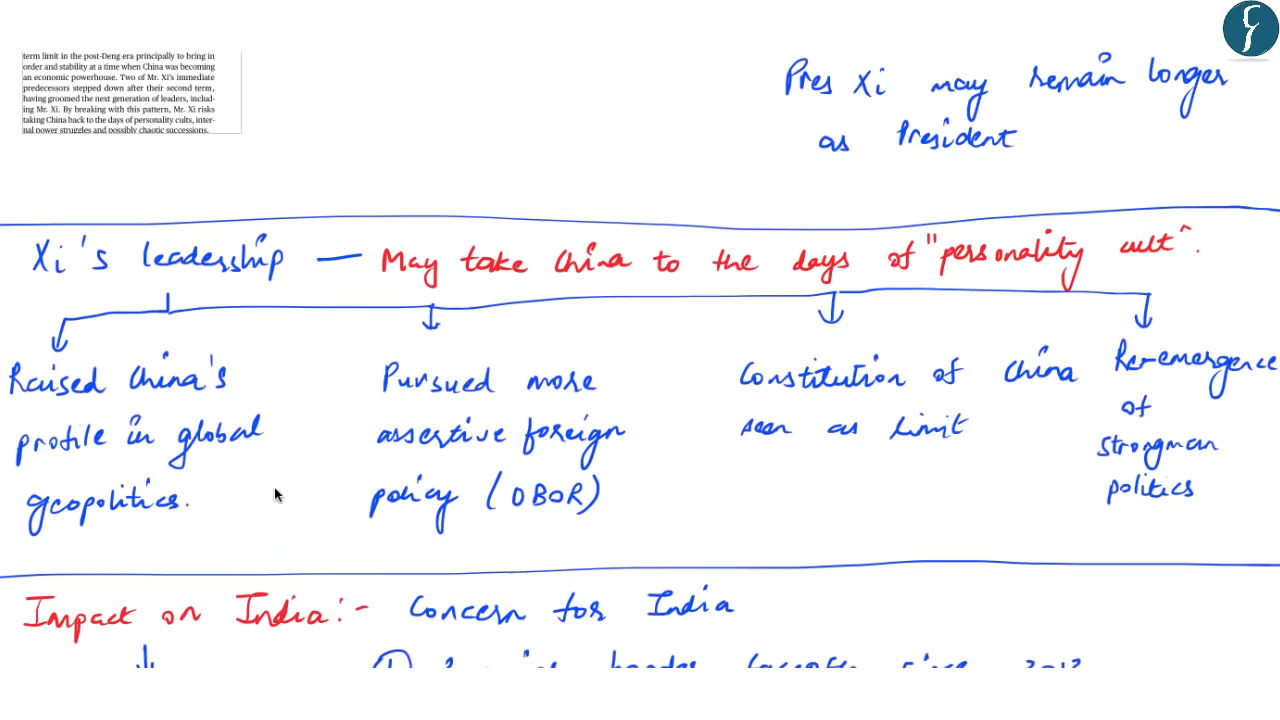 term limit in the post-Deng era principally to bring in
order and stability at a time when China was becoming
an economic powerhouse. Two of Mr. Xi's immediate
predecessors stepped down after their second term,
having groomed the next generation of leaders, includ-
ing Mr. Xi. By breaking with this pattern, Mr. Xi risks
taking China back to the days of personality cults, inter-
nal power struggles and possibly chaotic successions.
Pres Xi may remain longer
as President
Xi's leadership — May take China to the days of "personality cult".
Raised China's
profile in global
geopolitics.
Pursued more
assertive foreign
policy (OBOR)
Constitution of China
seen as limit
Re-emergence
of
strongman
politics
Impact on India:- Concern for India
① border since